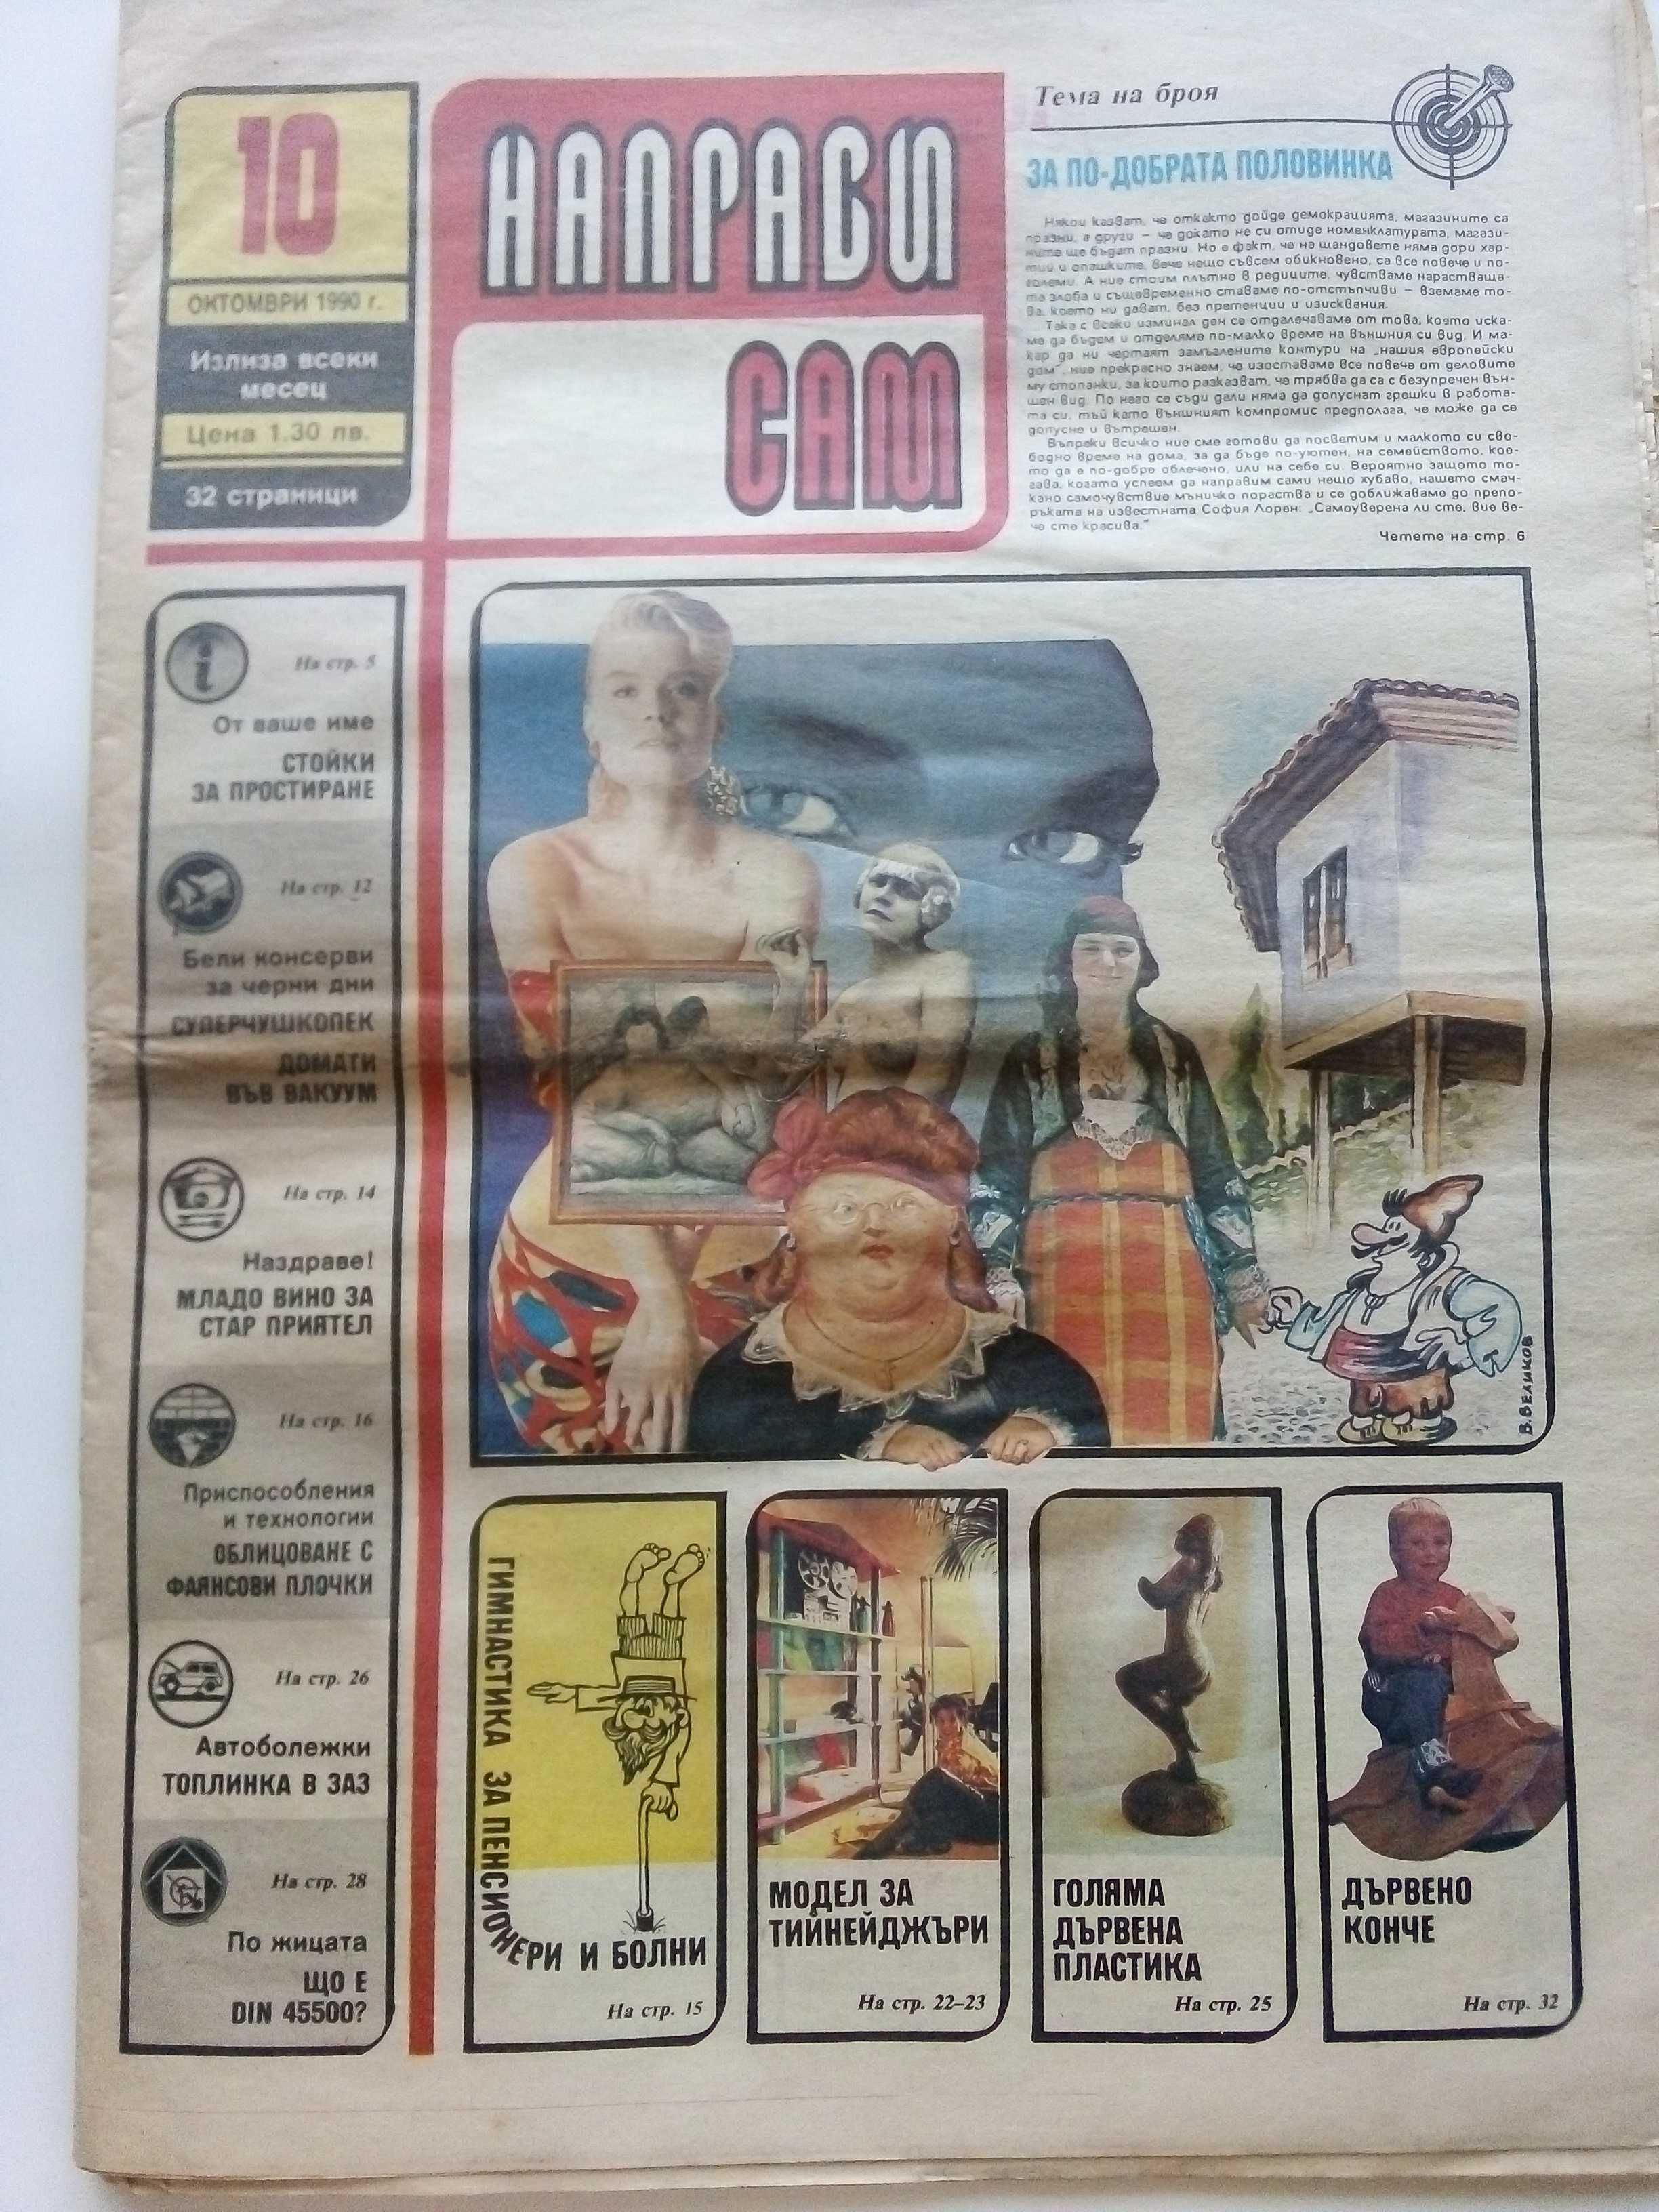 10
ОКТОМВРИ 1990 г.
Излиза всеки
месец
Цена 1.30 лв.
32 страници
НАПРАВИ
САМ
Тема на броя
ЗА ПО-ДОБРАТА ПОЛОВИНКА
Някои казват, че откакто дойде демокрацията, магазините са
празни, а други — че докато не си отиде номенклатурата, магази-
ните ще бъдат празни. Но е факт, че на щандовете няма дори хар-
тии и опашките, вече нещо съвсем обикновено, са все повече и по-
големи. А ние стоим плътно в редиците, чувстваме нарастваща-
та злоба и същевременно ставаме по-отстъпчиви — вземаме то-
ва, което ни дават, без претенции и изисквания.
Така с всеки изминал ден се отдалечаваме от това, което иска-
ме да бъдем и отделяме по-малко време на външния си вид. И ма-
кар да ни чертаят замъглените контури на „нашия европейски
дом", ние прекрасно знаем, че изоставаме все повече от деловите
му стопанки, за които разказват, че трябва да са с безупречен вън-
шен вид. По него се съди дали няма да допуснат грешки в работа-
та си, тъй като външният компромис предполага, че може да се
допусне и вътрешен.
Въпреки всичко ние сме готови да посветим и малкото си сво-
бодно време на дома, за да бъде по-уютен, на семейството, кое-
то да е по-добре облечено, или на себе си. Вероятно защото то-
гава, когато успеем да направим сами нещо хубаво, нашето смач-
кано самочувствие мъничко пораства и се доближаваме до препо-
ръката на известната София Лорен: „Самоуверена ли сте, вие ве-
че сте красива."
Четете на стр. 6
На стр. 5
От ваше име
СТОЙКИ
ЗА ПРОСТИРАНЕ
На стр. 12
Бели консерви
за черни дни
СУПЕРЧУШКОПЕК
ДОМАТИ
ВЪВ ВАКУУМ
На стр. 14
Наздраве!
МЛАДО ВИНО ЗА
СТАР ПРИЯТЕЛ
На стр. 16
Приспособления
и технологии
ОБЛИЦОВАНЕ С
ФАЯНСОВИ ПЛОЧКИ
На стр. 26
Автоболежки
ТОПЛИНКА В ЗАЗ
На стр. 28
По жицата
ЩО Е
DIN 45500?
В. ВЕЛИКОВ
ГИМНАСТИКА ЗА ПЕНСИОНЕРИ И БОЛНИ
На стр. 15
МОДЕЛ ЗА
ТИЙНЕЙДЖЪРИ
На стр. 22–23
ГОЛЯМА
ДЪРВЕНА
ПЛАСТИКА
На стр. 25
ДЪРВЕНО
КОНЧЕ
На стр. 32